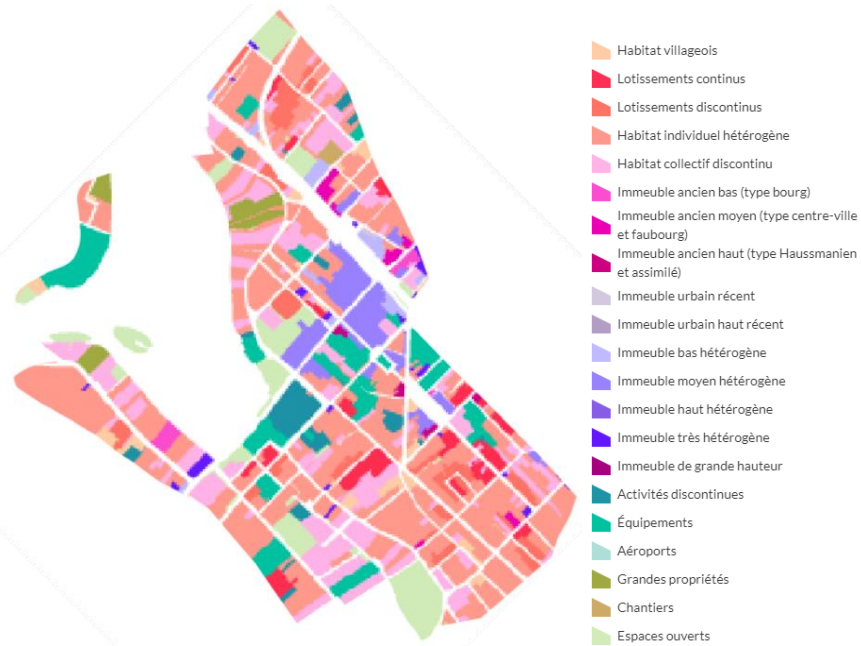 Habitat villageois
Lotissements continus
Lotissements discontinus
Habitat individuel hétérogène
Habitat collectif discontinu
Immeuble ancien bas (type bourg)
Immeuble ancien moyen (type centre-ville
et faubourg)
Immeuble ancien haut (type Haussmanien
et assimilé)
Immeuble urbain récent
Immeuble urbain haut récent
Immeuble bas hétérogène
Immeuble moyen hétérogène
Immeuble haut hétérogène
Immeuble très hétérogène
Immeuble de grande hauteur
Activités discontinues
Équipements
Aéroports
Grandes propriétés
Chantiers
Espaces ouverts